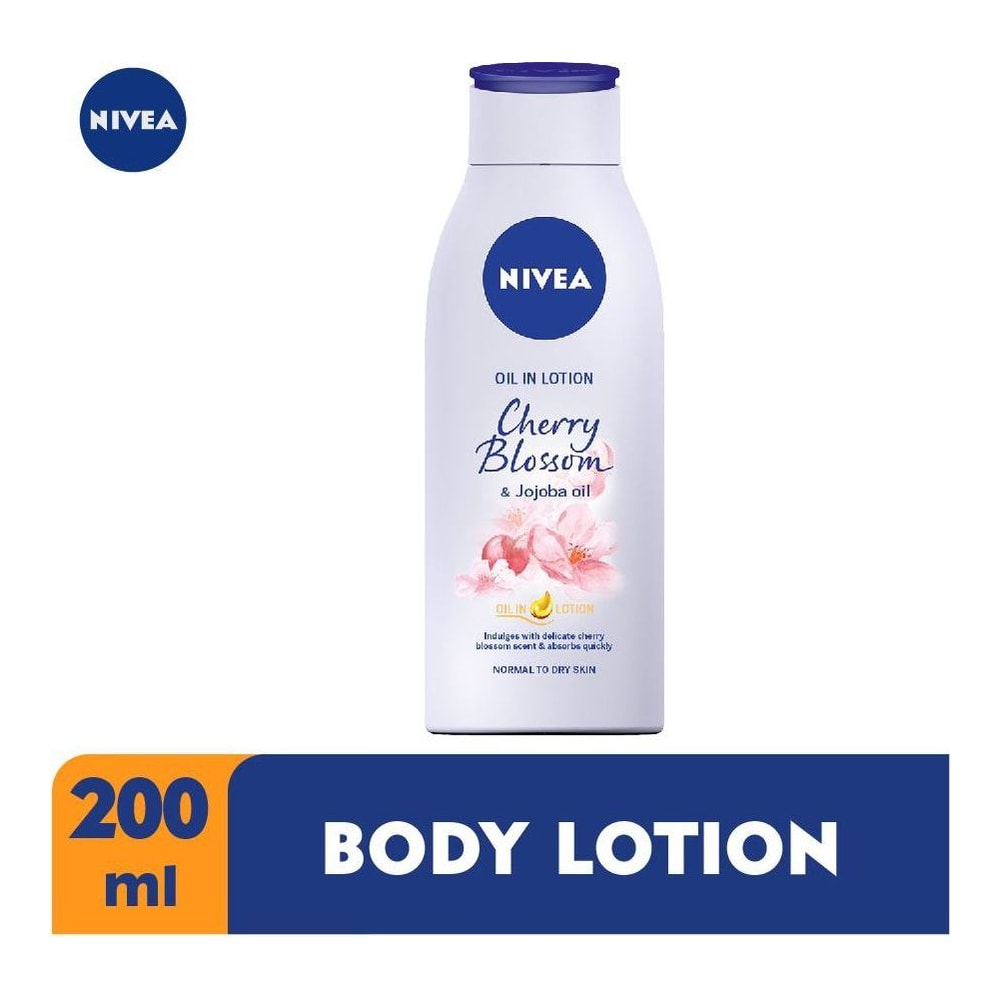 NIVEA
NIVEA
OIL IN LOTION
Cherry
Blossom
& Jojoba oil
OIL IN LOTION
Indulges with delicate cherry
blossom scent & absorbs quickly
NORMAL TO DRY SKIN
200
ml
BODY LOTION